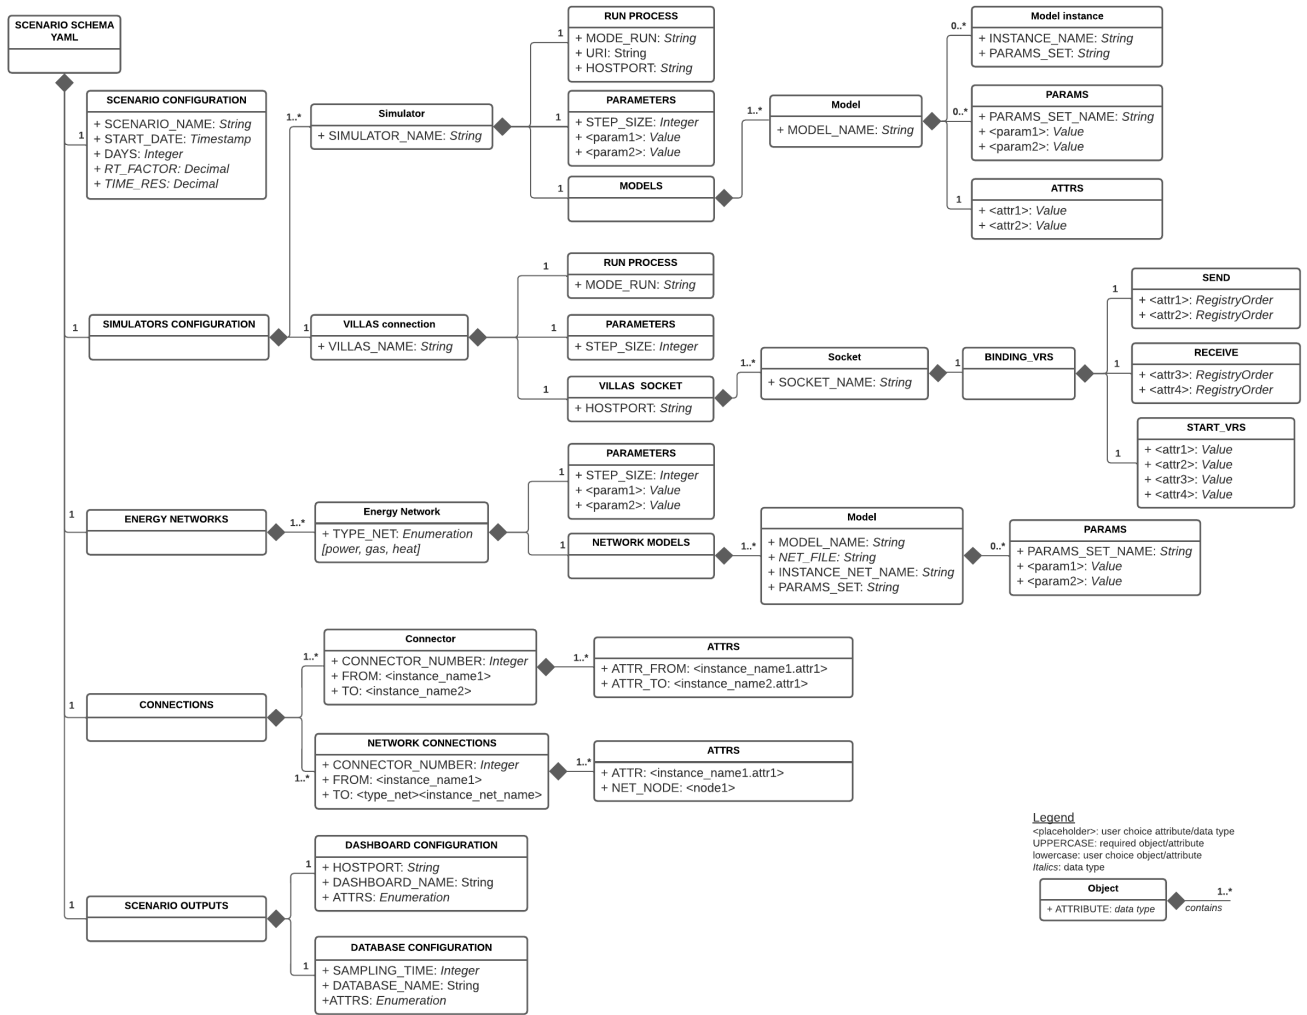 SCENARIO SCHEMA
YAML
SCENARIO CONFIGURATION
+ SCENARIO_NAME: String
+ START_DATE: Timestamp
+ DAYS: Integer
+ RT_FACTOR: Decimal
+ TIME_RES: Decimal
1
SIMULATORS CONFIGURATION
1
1..*
Simulator
+ SIMULATOR_NAME: String
1
RUN PROCESS
+ MODE_RUN: String
+ URI: String
+ HOSTPORT: String
1
PARAMETERS
+ STEP_SIZE: Integer
+ <param1>: Value
+ <param2>: Value
1
MODELS
1..*
Model
+ MODEL_NAME: String
0..*
Model instance
+ INSTANCE_NAME: String
+ PARAMS_SET: String
0..*
PARAMS
+ PARAMS_SET_NAME: String
+ <param1>: Value
+ <param2>: Value
1
ATTRS
+ <attr1>: Value
+ <attr2>: Value
1
VILLAS connection
+ VILLAS_NAME: String
1
RUN PROCESS
+ MODE_RUN: String
1
PARAMETERS
+ STEP_SIZE: Integer
1
VILLAS SOCKET
+ HOSTPORT: String
1..*
Socket
+ SOCKET_NAME: String
1
BINDING_VRS
1
SEND
+ <attr1>: RegistryOrder
+ <attr2>: RegistryOrder
1
RECEIVE
+ <attr3>: RegistryOrder
+ <attr4>: RegistryOrder
1
START_VRS
+ <attr1>: Value
+ <attr2>: Value
+ <attr3>: Value
+ <attr4>: Value
1
ENERGY NETWORKS
1..*
Energy Network
+ TYPE_NET: Enumeration
[power, gas, heat]
1
PARAMETERS
+ STEP_SIZE: Integer
+ <param1>: Value
+ <param2>: Value
1
NETWORK MODELS
1..*
Model
+ MODEL_NAME: String
+ NET_FILE: String
+ INSTANCE_NET_NAME: String
+ PARAMS_SET: String
0..*
PARAMS
+ PARAMS_SET_NAME: String
+ <param1>: Value
+ <param2>: Value
1
CONNECTIONS
1..*
Connector
+ CONNECTOR_NUMBER: Integer
+ FROM: <instance_name1>
+ TO: <instance_name2>
1..*
ATTRS
+ ATTR_FROM: <instance_name1.attr1>
+ ATTR_TO: <instance_name2.attr1>
1..*
NETWORK CONNECTIONS
+ CONNECTOR_NUMBER: Integer
+ FROM: <instance_name1>
+ TO: <type_net><instance_net_name>
1..*
ATTRS
+ ATTR: <instance_name1.attr1>
+ NET_NODE: <node1>
1
SCENARIO OUTPUTS
1
DASHBOARD CONFIGURATION
+ HOSTPORT: String
+ DASHBOARD_NAME: String
+ ATTRS: Enumeration
1
DATABASE CONFIGURATION
+ SAMPLING_TIME: Integer
+ DATABASE_NAME: String
+ATTRS: Enumeration
Legend
<placeholder>: user choice attribute/data type
UPPERCASE: required object/attribute
lowercase: user choice object/attribute
Italics: data type
Object
+ ATTRIBUTE: data type
1..*
contains